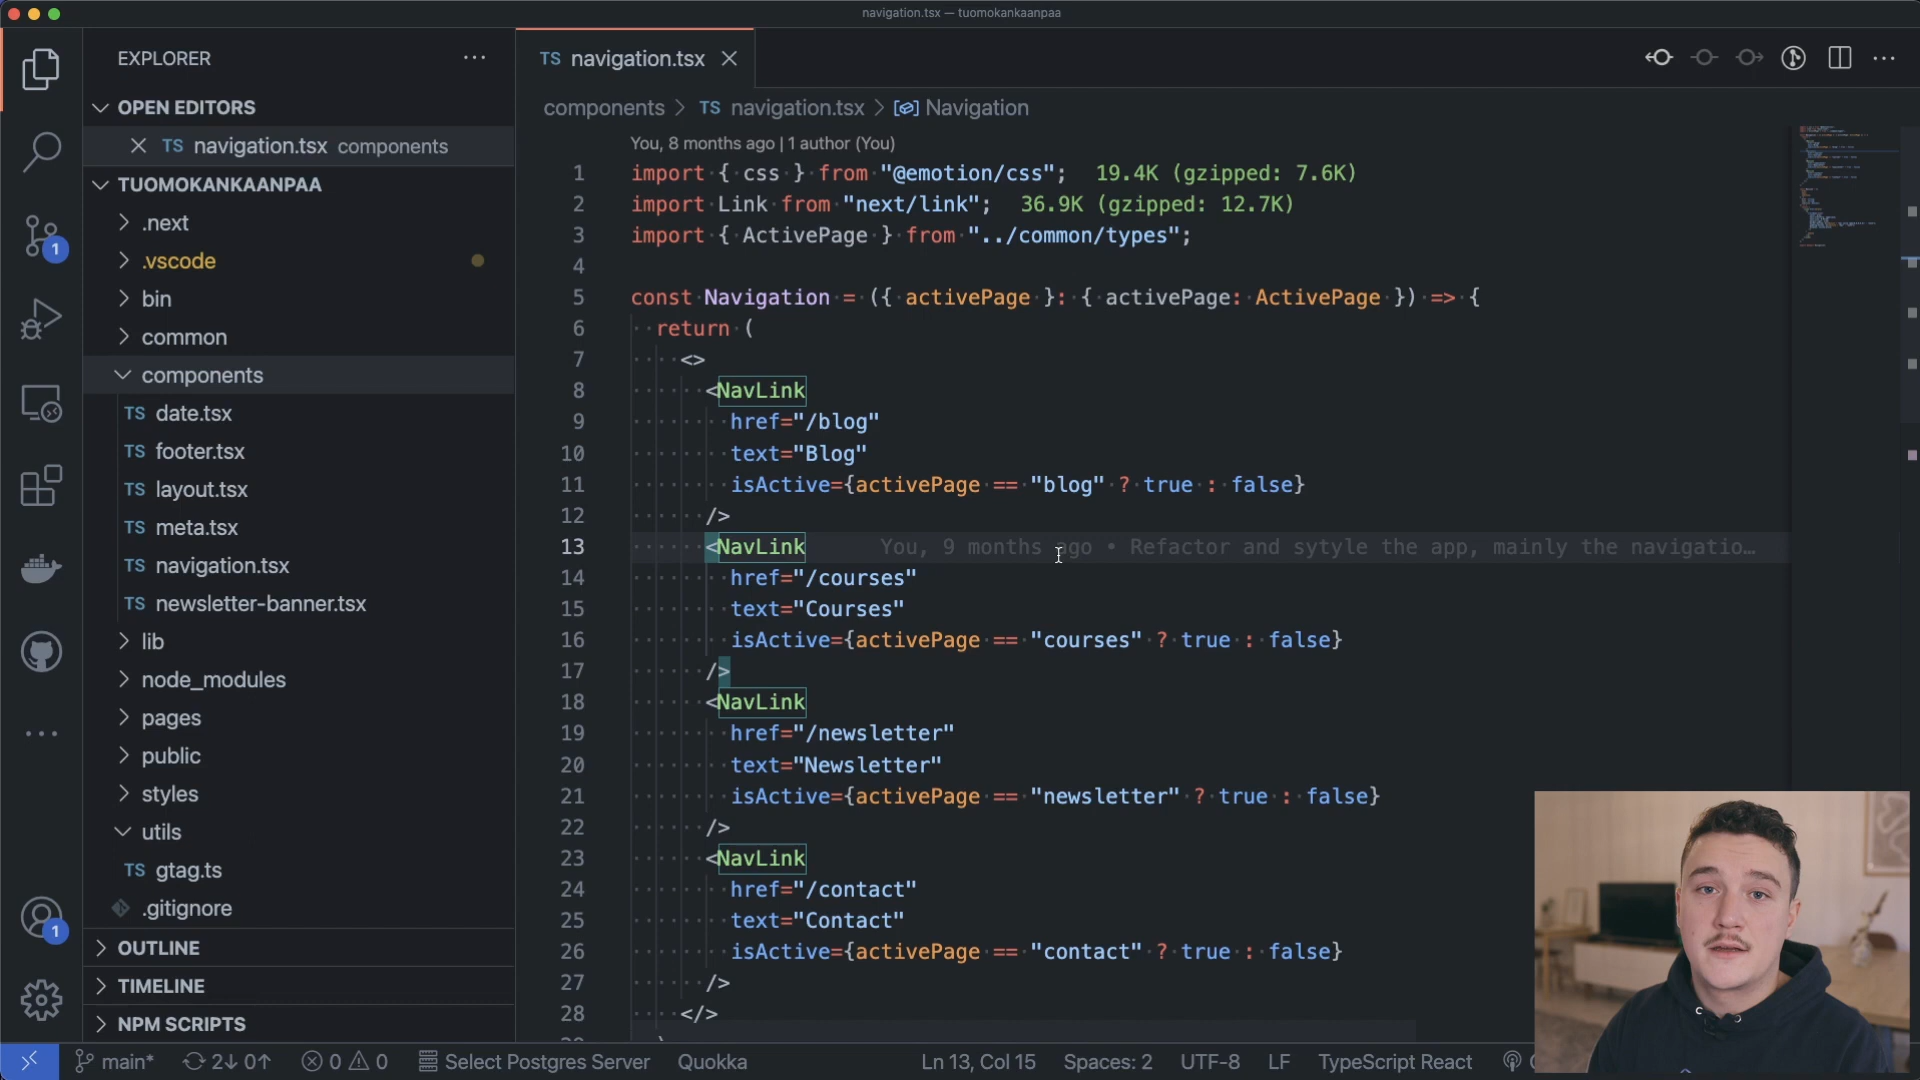 navigation.tsx — tuomokankaanpaa
EXPLORER
OPEN EDITORS
TS navigation.tsx components
TUOMOKANKAANPAA
.next
.vscode
bin
common
components
TS date.tsx
TS footer.tsx
TS layout.tsx
TS meta.tsx
TS navigation.tsx
TS newsletter-banner.tsx
lib
node_modules
pages
public
styles
utils
TS gtag.ts
.gitignore
OUTLINE
TIMELINE
NPM SCRIPTS
1
1
TS navigation.tsx
components > TS navigation.tsx > Navigation
You, 8 months ago | 1 author (You)
1 import { css } from "@emotion/css"; 19.4K (gzipped: 7.6K)
2 import Link from "next/link"; 36.9K (gzipped: 12.7K)
3 import { ActivePage } from "../common/types";
4
5 const Navigation = ({ activePage }: { activePage: ActivePage }) => {
6 return (
7 <>
8 <NavLink
9 href="/blog"
10 text="Blog"
11 isActive={activePage == "blog" ? true : false}
12 />
13 <NavLink You, 9 months ago • Refactor and sytyle the app, mainly the navigatio…
14 href="/courses"
15 text="Courses"
16 isActive={activePage == "courses" ? true : false}
17 />
18 <NavLink
19 href="/newsletter"
20 text="Newsletter"
21 isActive={activePage == "newsletter" ? true : false}
22 />
23 <NavLink
24 href="/contact"
25 text="Contact"
26 isActive={activePage == "contact" ? true : false}
27 />
28 </>
main* 2↓ 0↑ 0 0 Select Postgres Server Quokka Ln 13, Col 15 Spaces: 2 UTF-8 LF TypeScript React